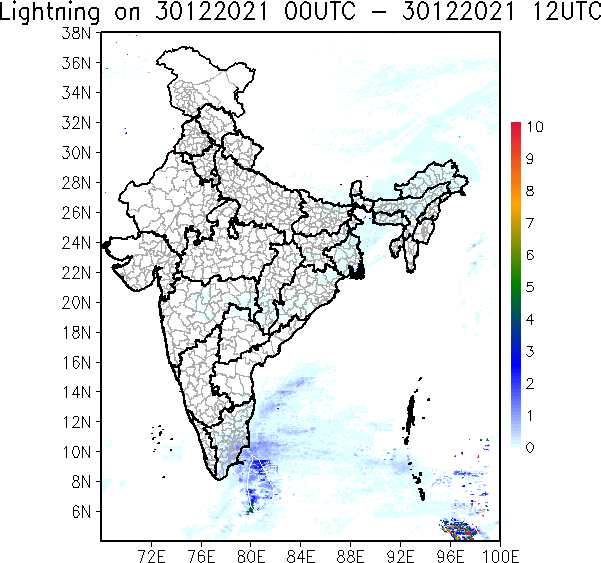 Lightning on 30122021 00UTC – 30122021 12UTC
38N
36N
34N
32N
30N
28N
26N
24N
22N
20N
18N
16N
14N
12N
10N
8N
6N
72E 76E 80E 84E 88E 92E 96E 100E
10
9
8
7
6
5
4
3
2
1
0